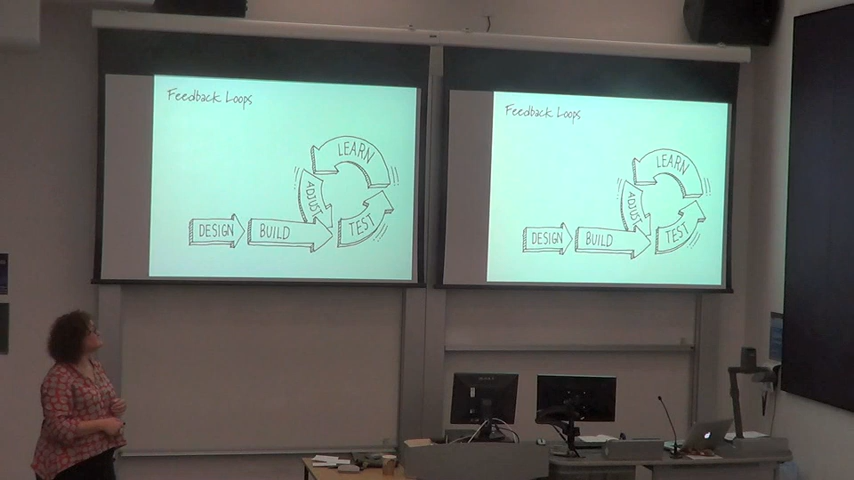 Feedback Loops
LEARN
ADJUST
DESIGN
BUILD
TEST
Feedback Loops
LEARN
ADJUST
DESIGN
BUILD
TEST